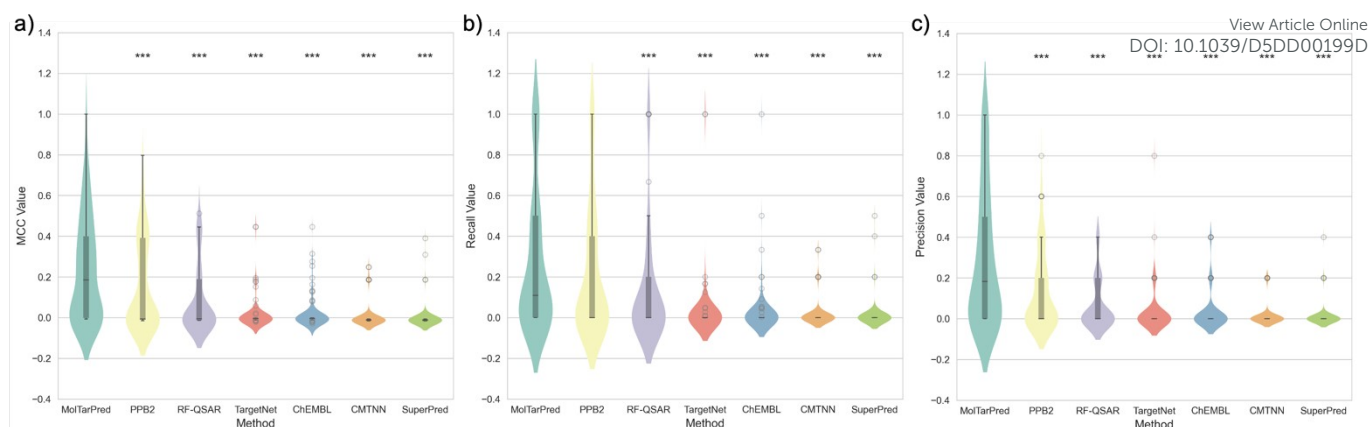 View Article Online
DOI: 10.1039/D5DD00199D
a)
1.4
1.2
1.0
0.8
0.6
0.4
0.2
0.0
−0.2
−0.4
MCC Value
*** *** *** *** *** ***
MolTarPred PPB2 RF-QSAR TargetNet ChEMBL CMTNN SuperPred
Method
b)
1.4
1.2
1.0
0.8
0.6
0.4
0.2
0.0
−0.2
−0.4
Recall Value
*** *** *** *** ***
MolTarPred PPB2 RF-QSAR TargetNet ChEMBL CMTNN SuperPred
Method
c)
1.4
1.2
1.0
0.8
0.6
0.4
0.2
0.0
−0.2
−0.4
Precision Value
*** *** *** *** *** ***
MolTarPred PPB2 RF-QSAR TargetNet ChEMBL CMTNN SuperPred
Method